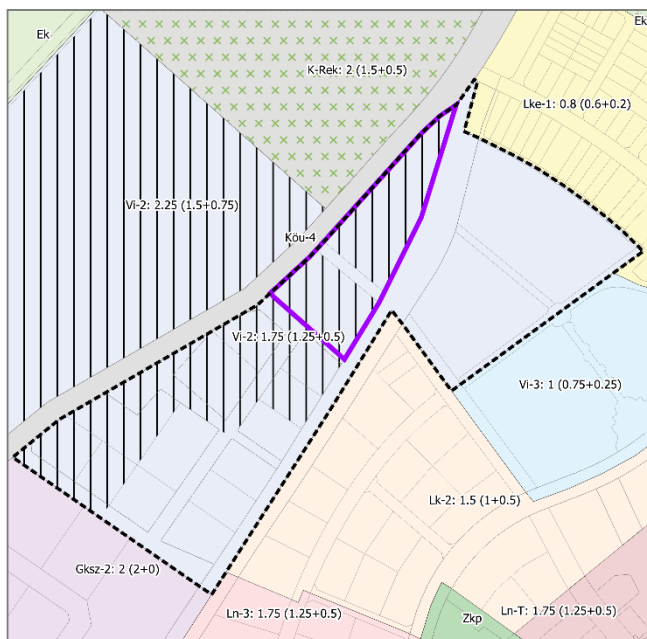 Ek
Ek
K-Rek: 2 (1.5+0.5)
Lke-1: 0.8 (0.6+0.2)
Vi-2: 2.25 (1.5+0.75)
Köu-4
Vi-2: 1.75 (1.25+0.5)
Vi-3: 1 (0.75+0.25)
Lk-2: 1.5 (1+0.5)
Gksz-2: 2 (2+0)
Ln-3: 1.75 (1.25+0.5)
Zkp
Ln-T: 1.75 (1.25+0.5)